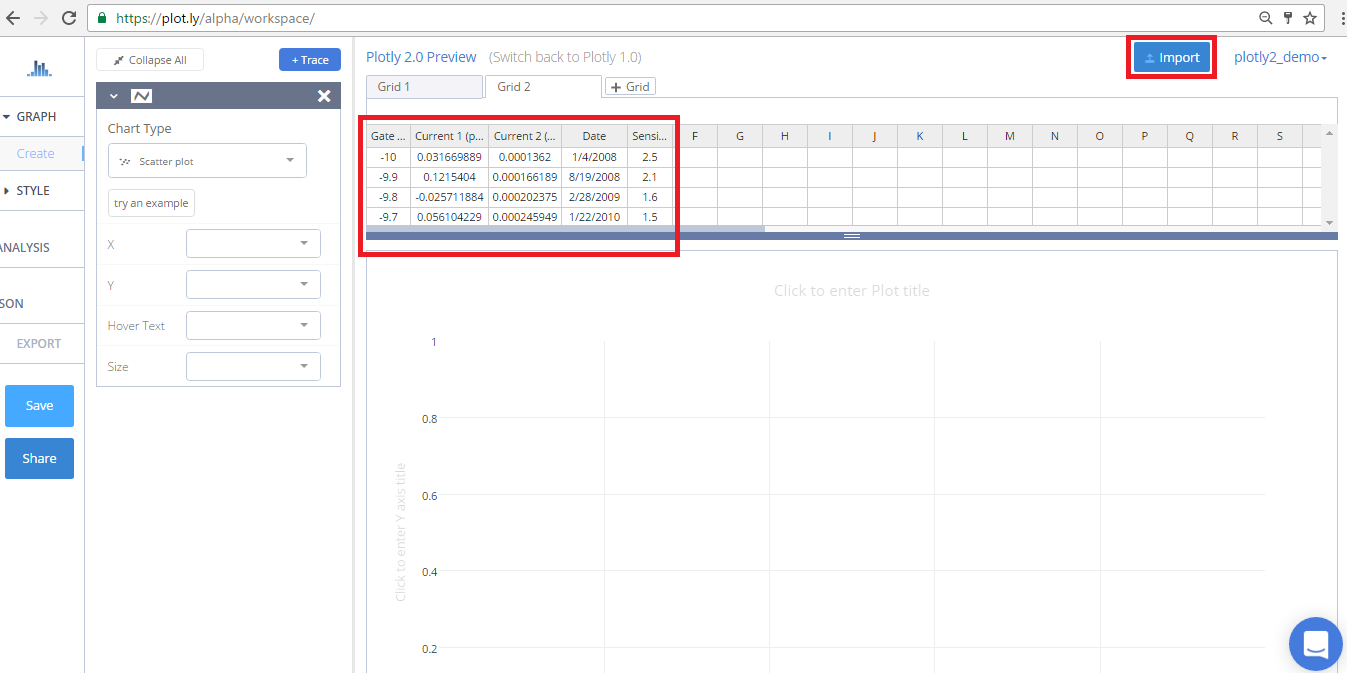 https://plot.ly/alpha/workspace/
GRAPH
Create
STYLE
ANALYSIS
SON
EXPORT
Save
Share
Collapse All
+ Trace
Chart Type
Scatter plot
try an example
X
Y
Hover Text
Size
Plotly 2.0 Preview (Switch back to Plotly 1.0)
Import
plotly2_demo
Grid 1 Grid 2 + Grid
Gate ... Current 1 (p... Current 2 (... Date Sensi... F G H I J K L M N O P Q R S
-10 0.031669889 0.0001362 1/4/2008 2.5
-9.9 0.1215404 0.000166189 8/19/2008 2.1
-9.8 -0.025711884 0.000202375 2/28/2009 1.6
-9.7 0.056104229 0.000245949 1/22/2010 1.5
Click to enter Plot title
Click to enter Y axis title
1
0.8
0.6
0.4
0.2